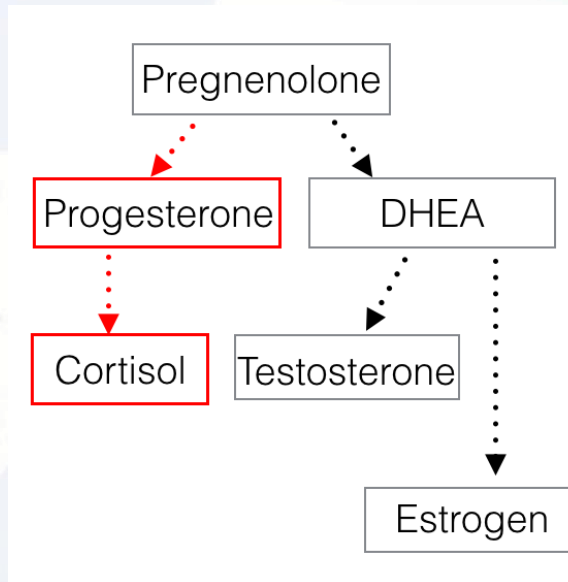 Pregnenolone
Progesterone
DHEA
Cortisol
Testosterone
Estrogen